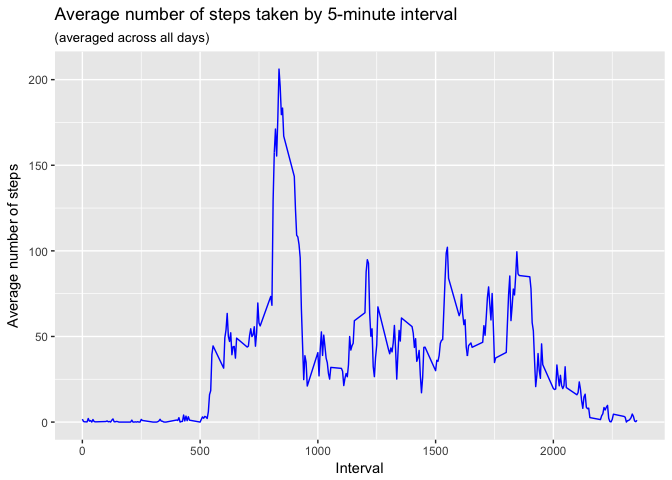 Average number of steps taken by 5-minute interval
(averaged across all days)
Average number of steps
200
150
100
50
0
0
500
1000
1500
2000
Interval